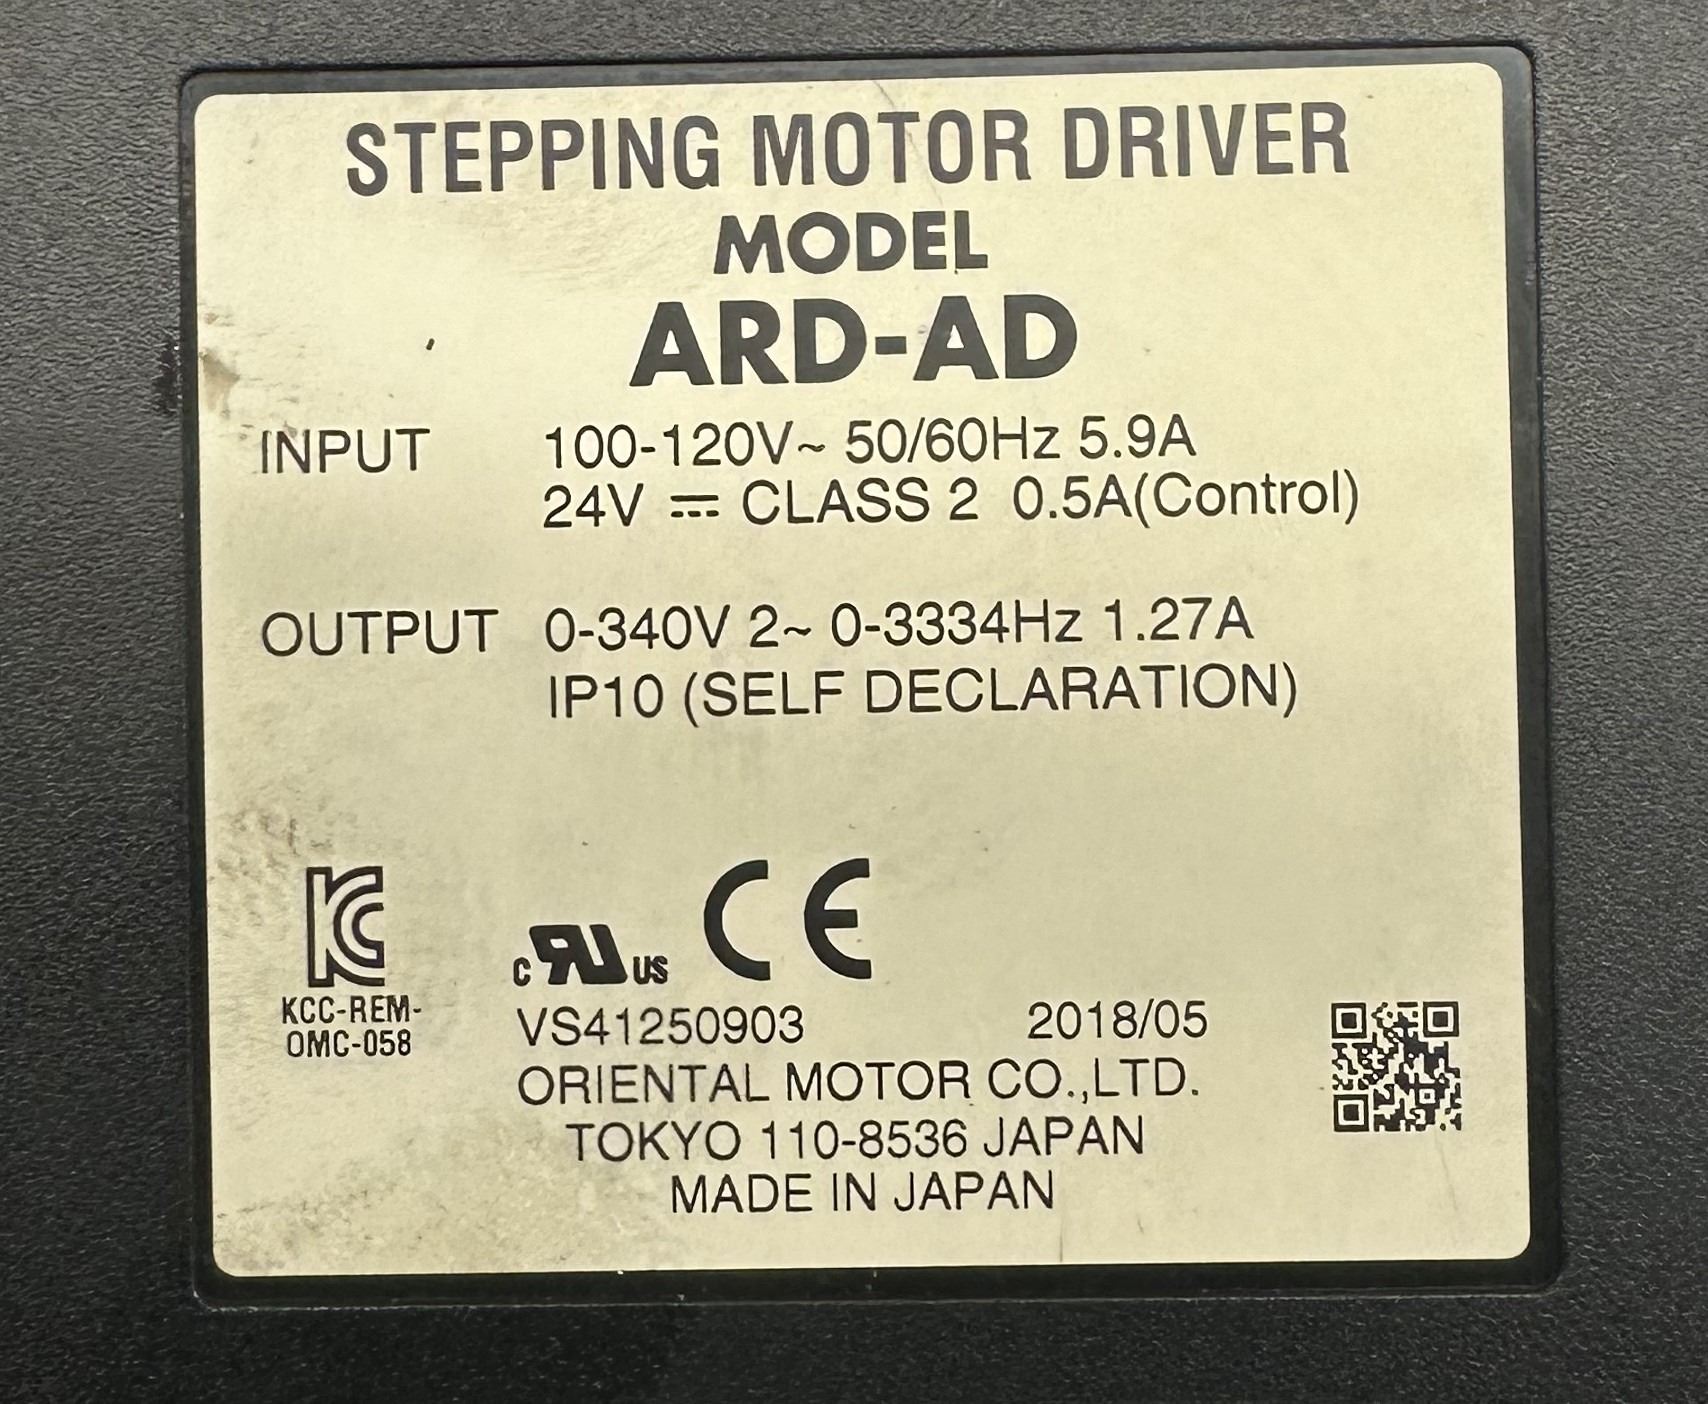 STEPPING MOTOR DRIVER
MODEL
ARD-AD
INPUT 100-120V~ 50/60Hz 5.9A
24V ⎓ CLASS 2 0.5A(Control)
OUTPUT 0-340V 2~ 0-3334Hz 1.27A
IP10 (SELF DECLARATION)
KC
KCC-REM-
OMC-058
c RU US CE
VS41250903 2018/05
ORIENTAL MOTOR CO.,LTD.
TOKYO 110-8536 JAPAN
MADE IN JAPAN